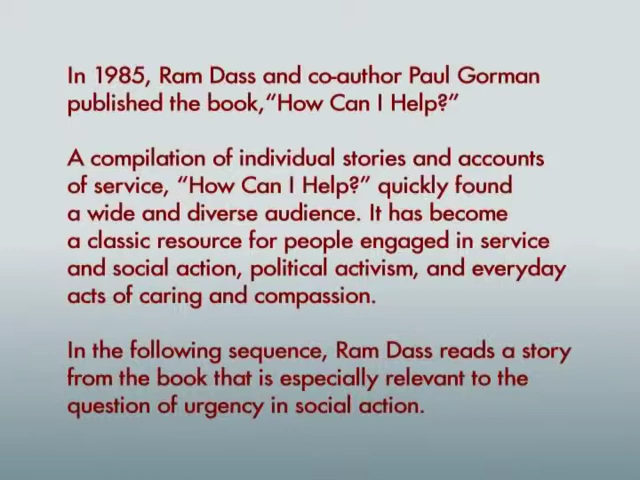 In 1985, Ram Dass and co-author Paul Gorman
published the book,“How Can I Help?”
A compilation of individual stories and accounts
of service, “How Can I Help?” quickly found
a wide and diverse audience. It has become
a classic resource for people engaged in service
and social action, political activism, and everyday
acts of caring and compassion.
In the following sequence, Ram Dass reads a story
from the book that is especially relevant to the
question of urgency in social action.